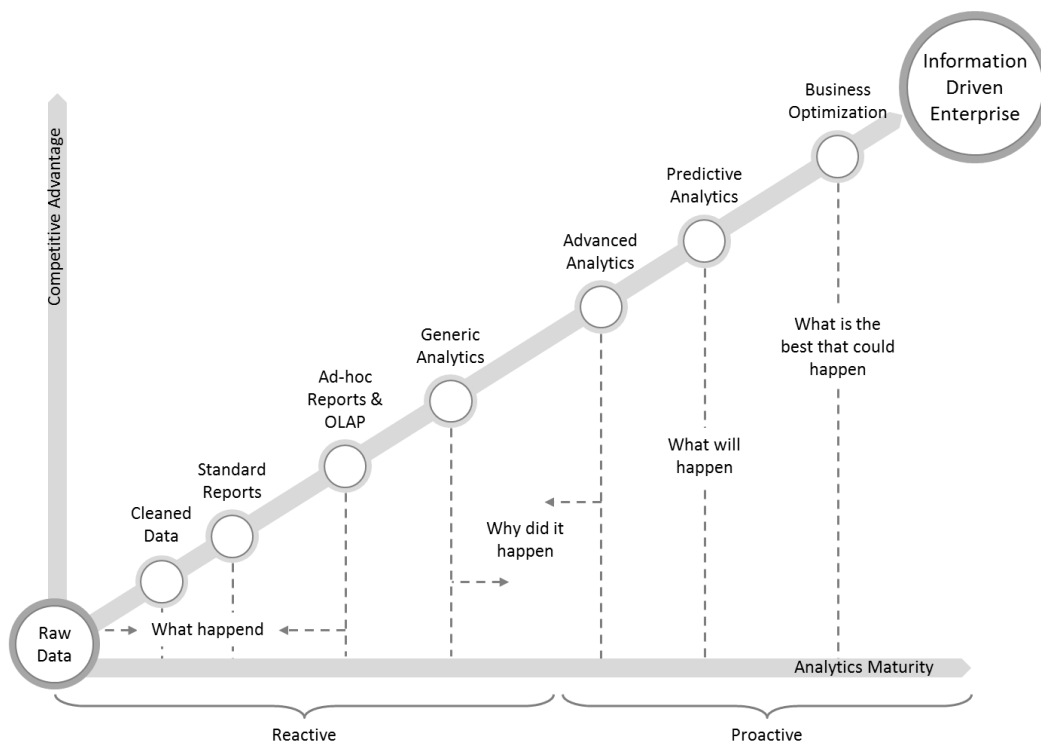 Information
Driven
Enterprise
Business
Optimization
Competitive Advantage
Predictive
Analytics
Advanced
Analytics
What is the
best that could
happen
Generic
Analytics
Ad-hoc
Reports &
OLAP
What will
happen
Standard
Reports
Cleaned
Data
Why did it
happen
What happend
Raw
Data
Analytics Maturity
Reactive
Proactive